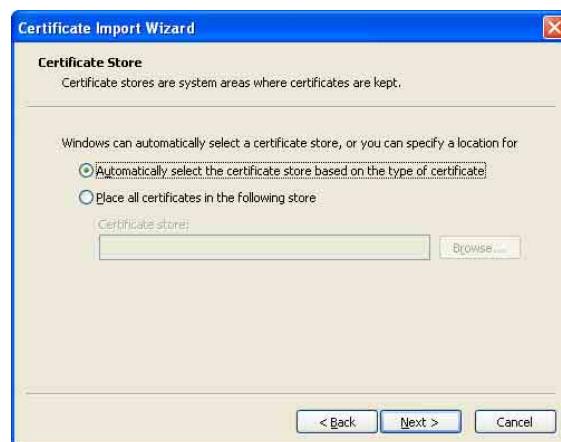 Certificate Import Wizard
Certificate Store
Certificate stores are system areas where certificates are kept.
Windows can automatically select a certificate store, or you can specify a location for
Automatically select the certificate store based on the type of certificate
Place all certificates in the following store
Certificate store:
Browse...
< Back
Next >
Cancel